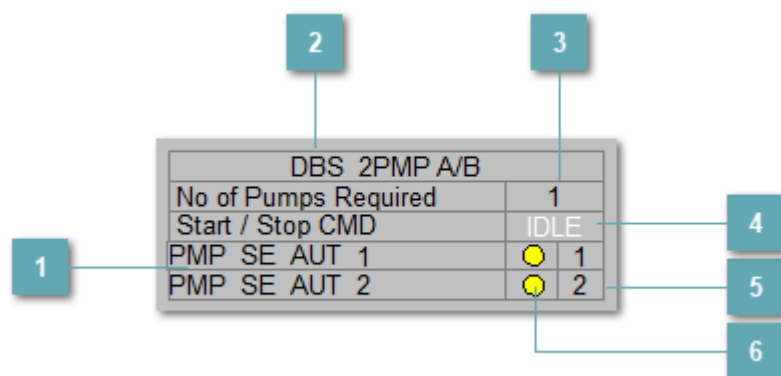 2
3
DBS 2PMP A/B
No of Pumps Required 1
Start / Stop CMD IDLE
4
PMP SE AUT 1 1
1
PMP SE AUT 2 2
5
6